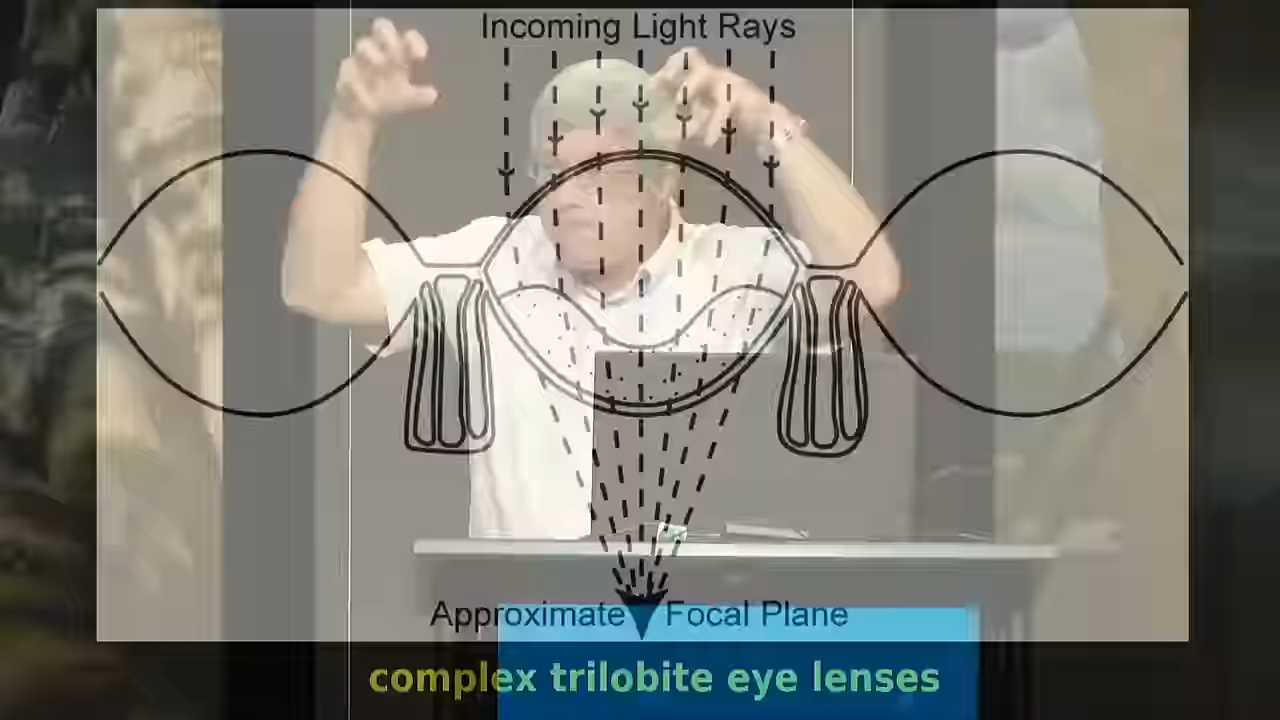 Incoming Light Rays
Approximate Focal Plane
complex trilobite eye lenses